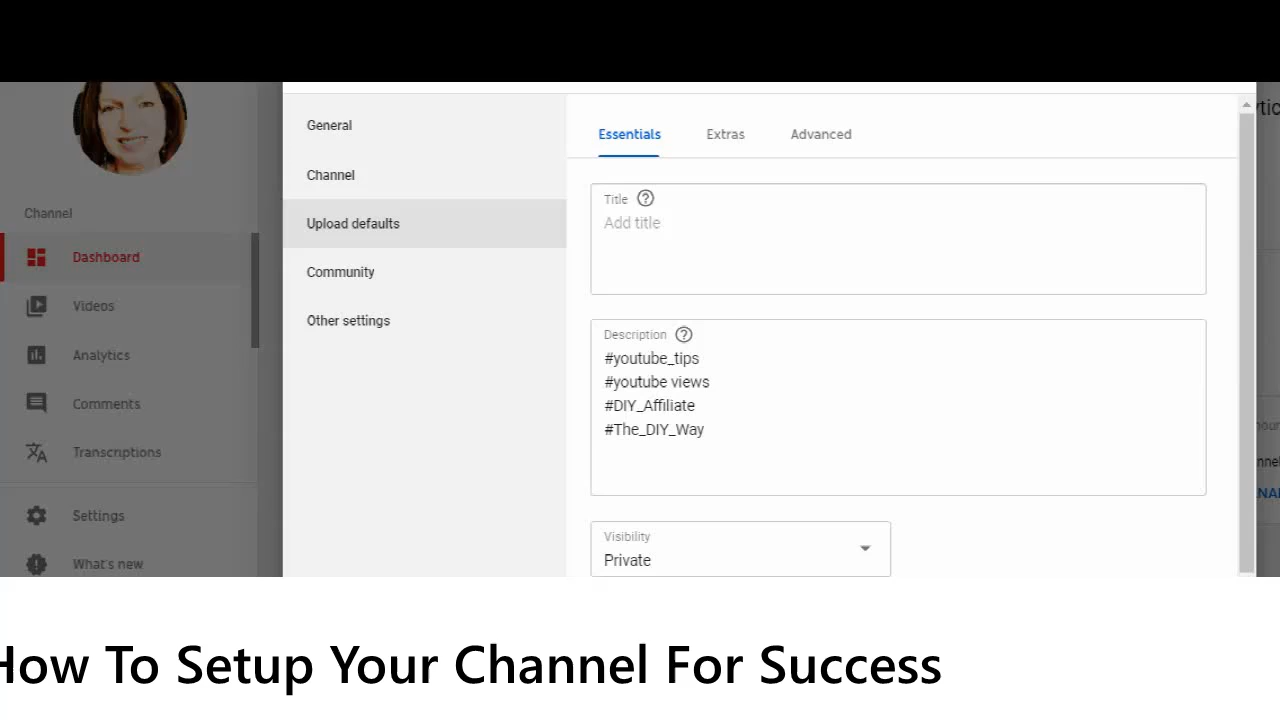 Channel
Dashboard
Videos
Analytics
Comments
Transcriptions
Settings
What's new
General
Channel
Upload defaults
Community
Other settings
Essentials Extras Advanced
Title ?
Add title
Description ?
#youtube_tips
#youtube views
#DIY_Affiliate
#The_DIY_Way
Visibility
Private
How To Setup Your Channel For Success